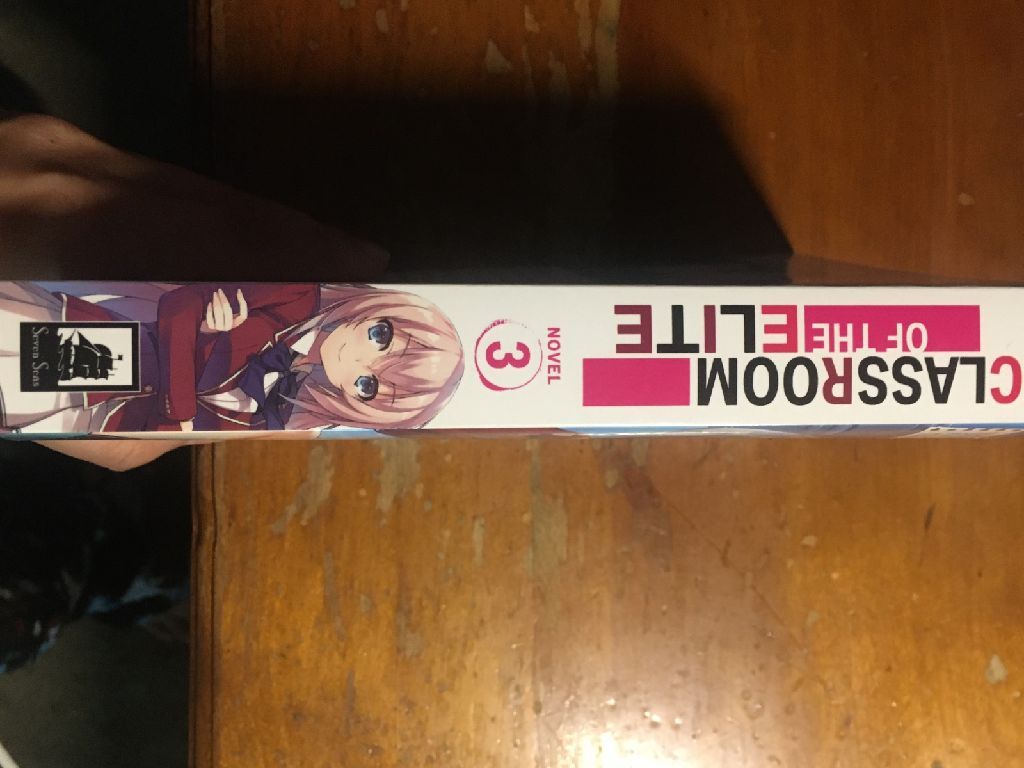 CLASSROOM
OF THE ELITE
NOVEL
3
Seven Seas